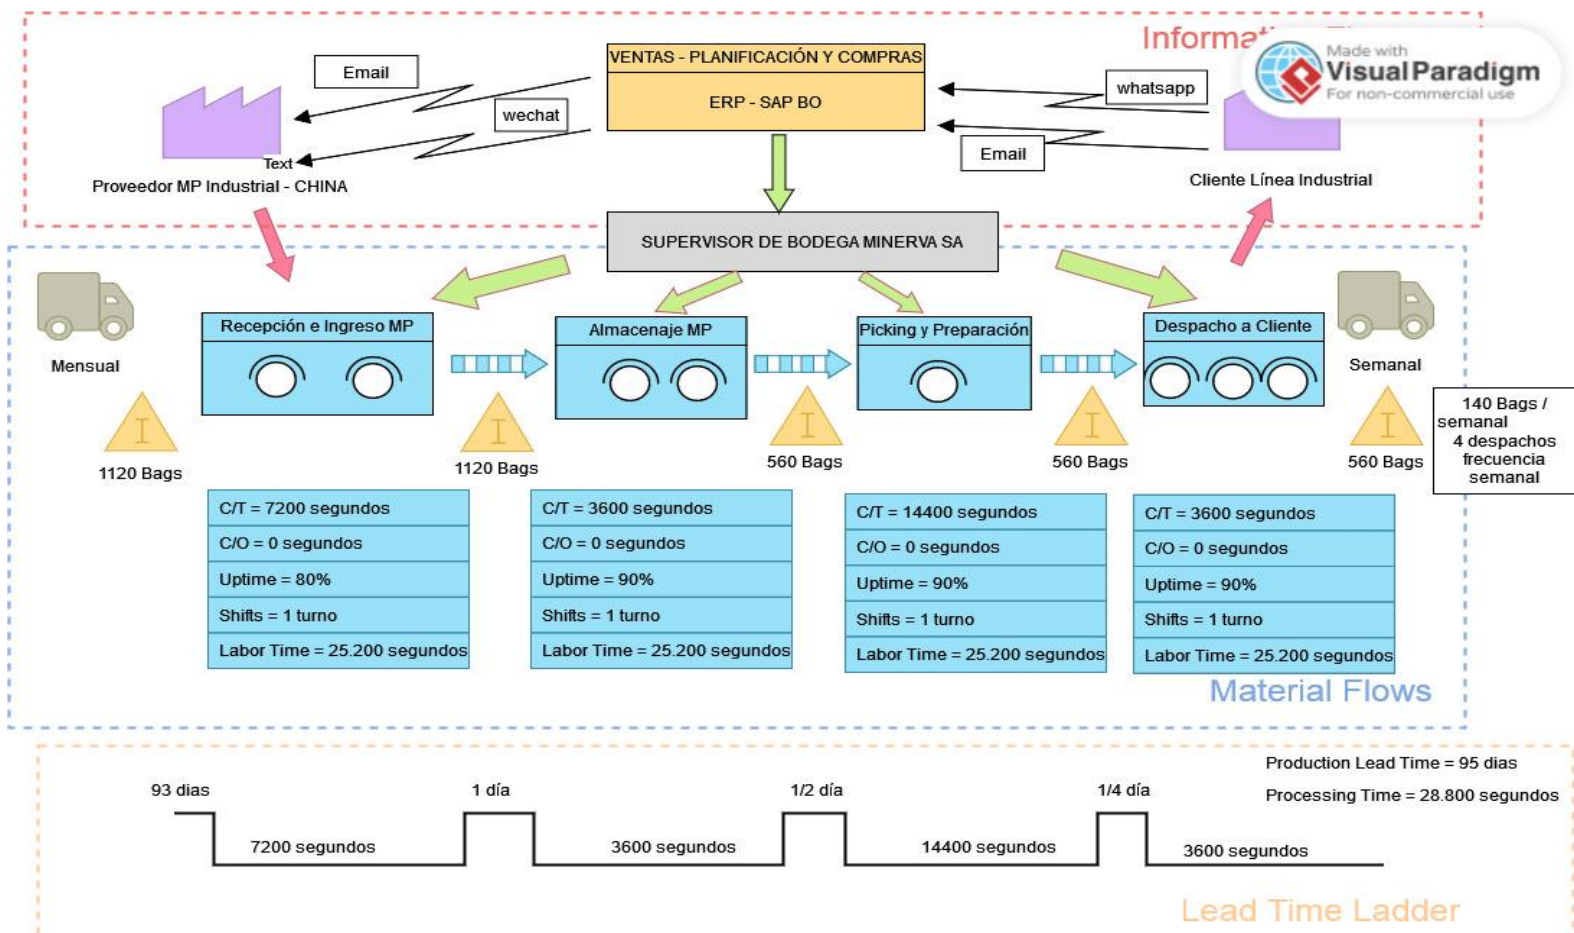 Information Fl
Made with
Visual Paradigm
For non-commercial use
VENTAS - PLANIFICACIÓN Y COMPRAS
ERP - SAP BO
Email
wechat
whatsapp
Email
Text
Proveedor MP Industrial - CHINA
Cliente Línea Industrial
SUPERVISOR DE BODEGA MINERVA SA
Mensual
Recepción e Ingreso MP
Almacenaje MP
Picking y Preparación
Despacho a Cliente
Semanal
I
1120 Bags
I
1120 Bags
I
560 Bags
I
560 Bags
I
560 Bags
140 Bags /
semanal
4 despachos
frecuencia
semanal
C/T = 7200 segundos
C/O = 0 segundos
Uptime = 80%
Shifts = 1 turno
Labor Time = 25.200 segundos
C/T = 3600 segundos
C/O = 0 segundos
Uptime = 90%
Shifts = 1 turno
Labor Time = 25.200 segundos
C/T = 14400 segundos
C/O = 0 segundos
Uptime = 90%
Shifts = 1 turno
Labor Time = 25.200 segundos
C/T = 3600 segundos
C/O = 0 segundos
Uptime = 90%
Shifts = 1 turno
Labor Time = 25.200 segundos
Material Flows
Production Lead Time = 95 dias
Processing Time = 28.800 segundos
93 dias
1 día
1/2 día
1/4 día
7200 segundos
3600 segundos
14400 segundos
3600 segundos
Lead Time Ladder